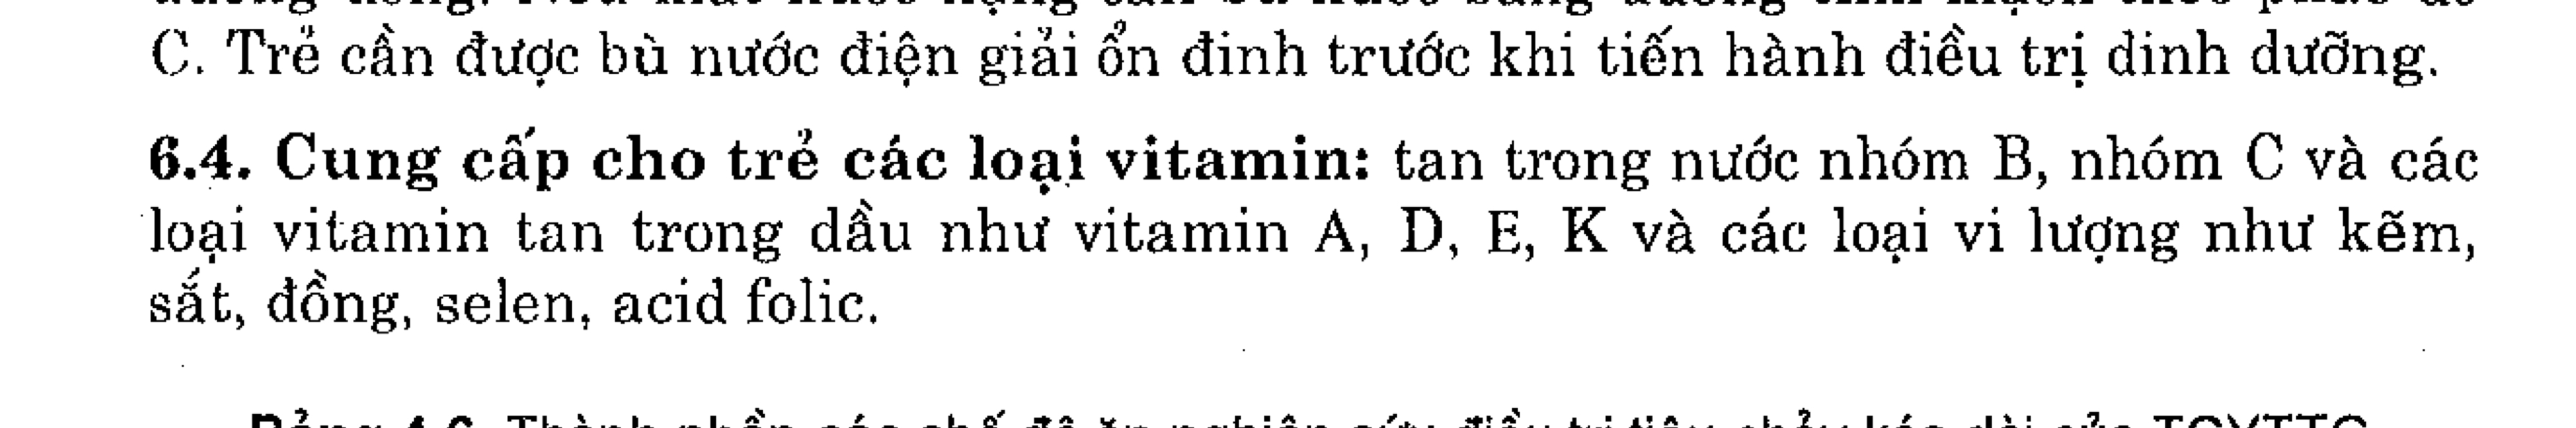 C. Trẻ cần được bù nước điện giải ổn đinh trước khi tiến hành điều trị dinh dưỡng.
6.4. Cung cấp cho trẻ các loại vitamin: tan trong nước nhóm B, nhóm C và các
loại vitamin tan trong dầu như vitamin A, D, E, K và các loại vi lượng như kẽm,
sắt, đồng, selen, acid folic.